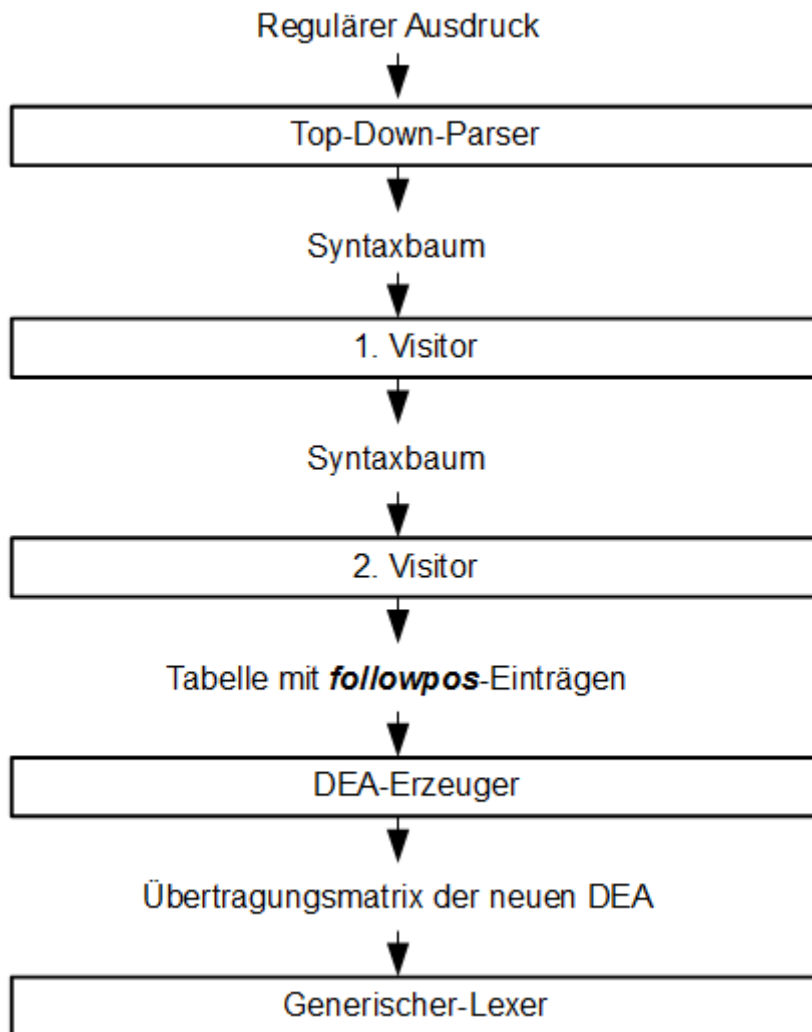 Regulärer Ausdruck
Top-Down-Parser
Syntaxbaum
1. Visitor
Syntaxbaum
2. Visitor
Tabelle mit followpos-Einträgen
DEA-Erzeuger
Übertragungsmatrix der neuen DEA
Generischer-Lexer